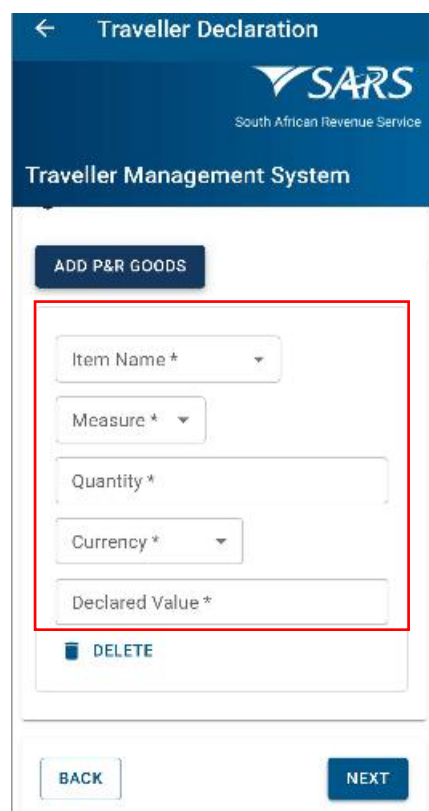 Traveller Declaration
SARS
South African Revenue Service
Traveller Management System
ADD P&R GOODS
Item Name *
Measure *
Quantity *
Currency *
Declared Value *
DELETE
BACK
NEXT